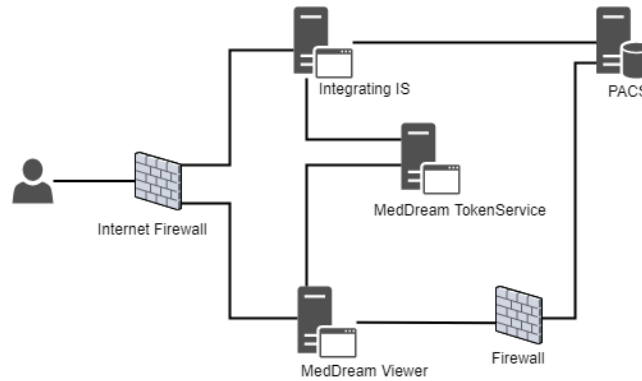 Integrating IS
PACS
MedDream TokenService
Internet Firewall
MedDream Viewer
Firewall